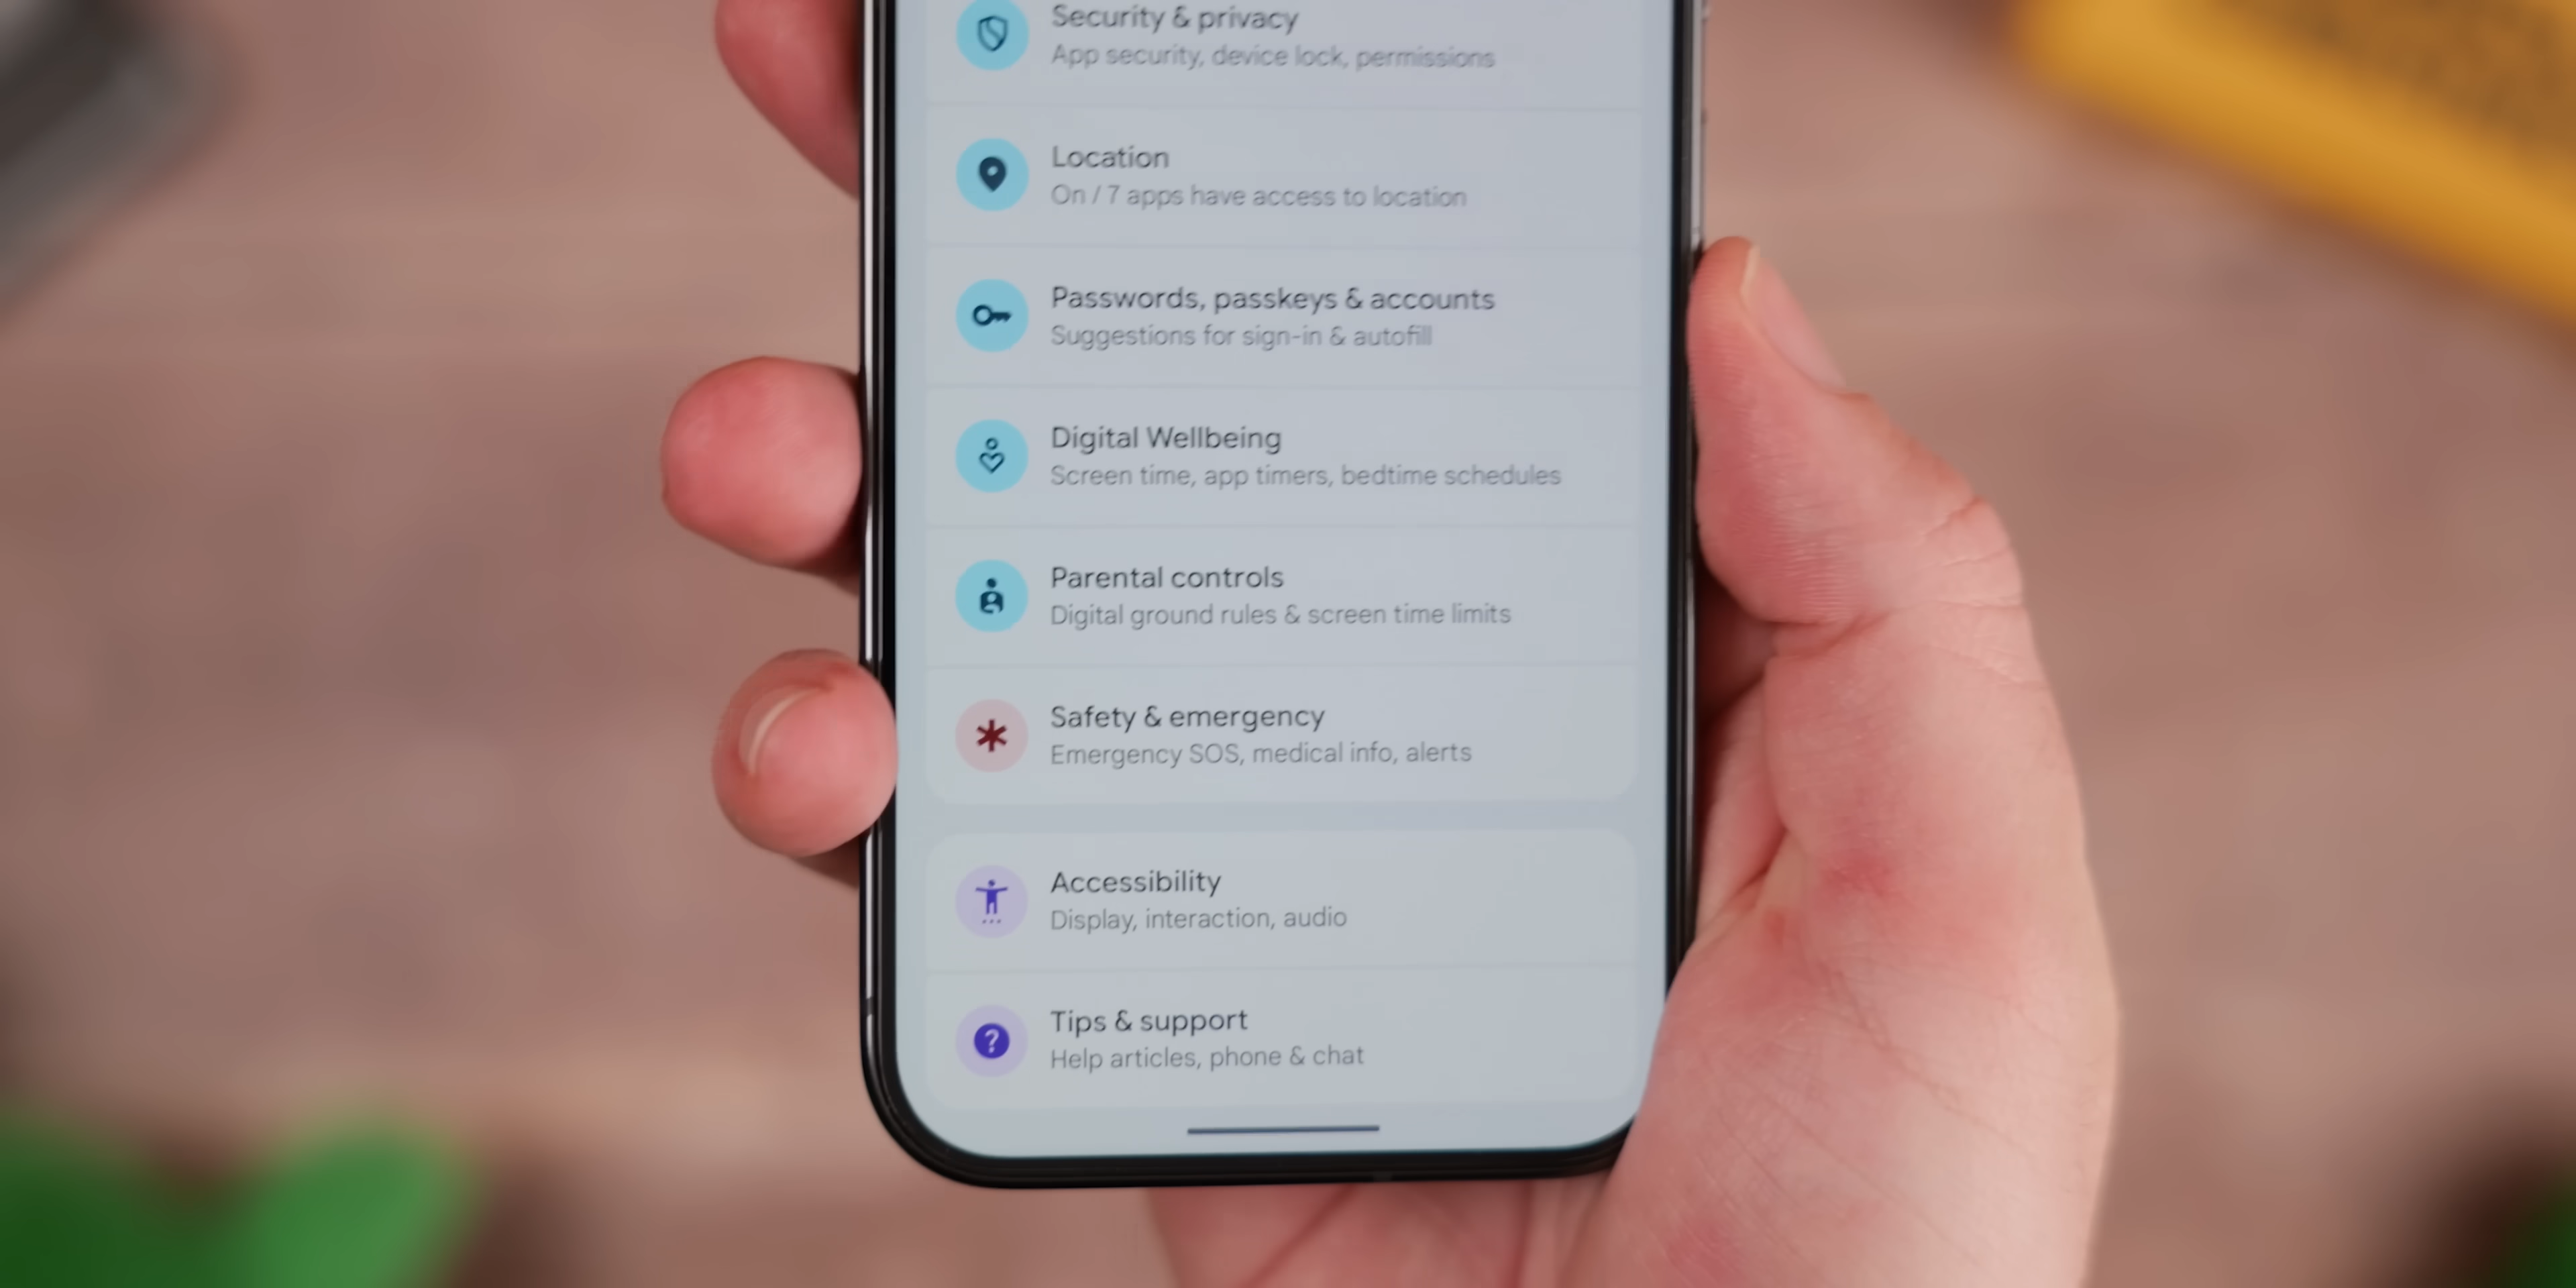 Security & privacy
App security, device lock, permissions
Location
On / 7 apps have access to location
Passwords, passkeys & accounts
Suggestions for sign-in & autofill
Digital Wellbeing
Screen time, app timers, bedtime schedules
Parental controls
Digital ground rules & screen time limits
Safety & emergency
Emergency SOS, medical info, alerts
Accessibility
Display, interaction, audio
Tips & support
Help articles, phone & chat